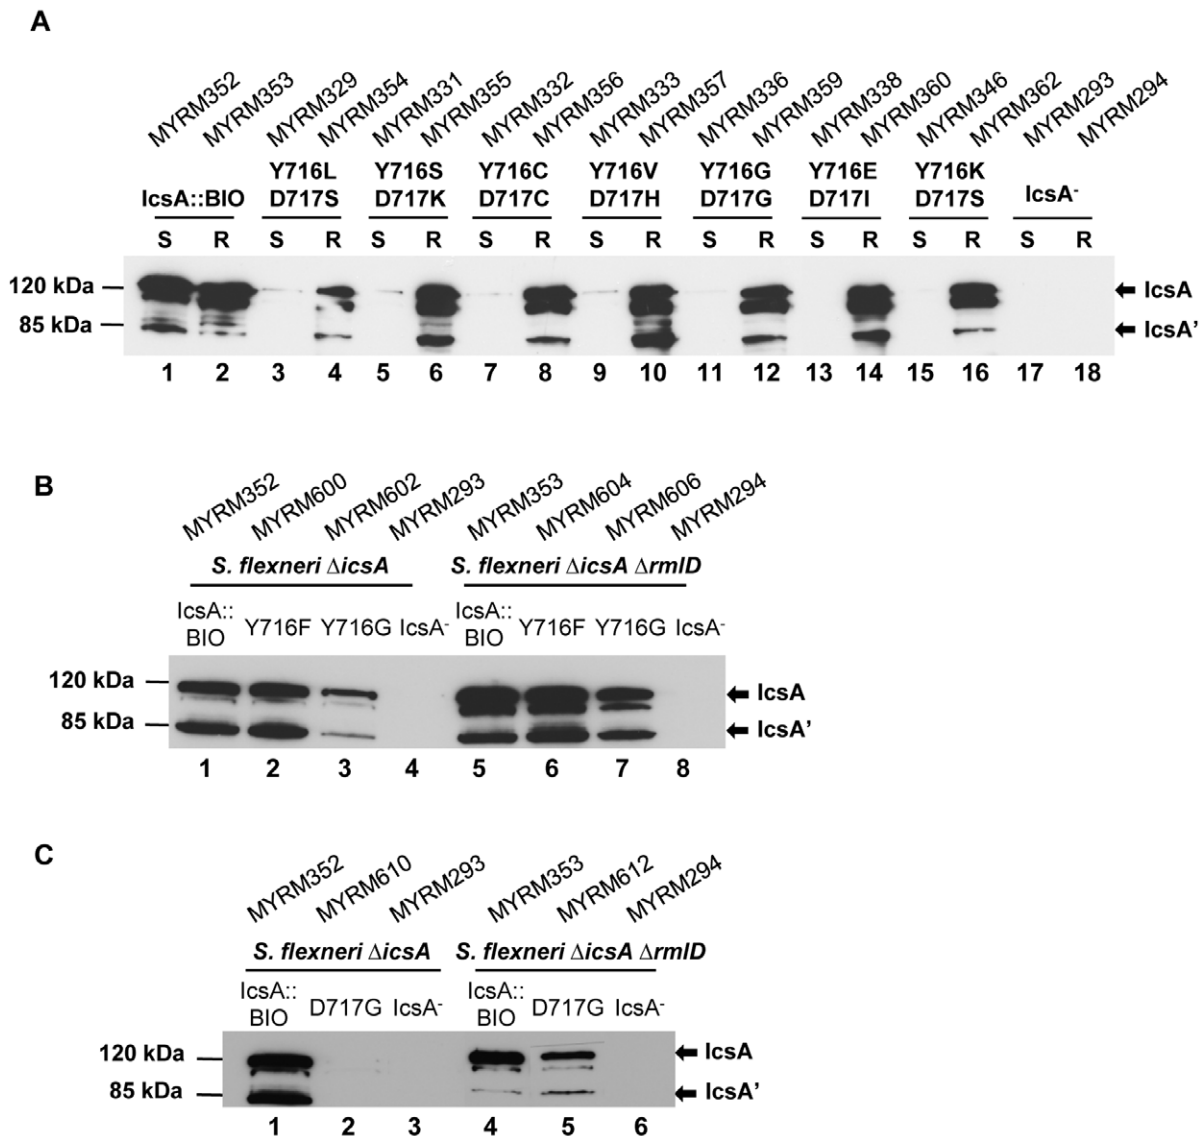 A
MYRM352 MYRM353 MYRM329 MYRM354 MYRM331 MYRM355 MYRM332 MYRM356 MYRM333 MYRM357 MYRM336 MYRM359 MYRM338 MYRM360 MYRM346 MYRM362 MYRM293 MYRM294
Y716L Y716S Y716C Y716V Y716G Y716E Y716K
IcsA::BIO D717S D717K D717C D717H D717G D717I D717S IcsA-
S R S R S R S R S R S R S R S R S R
120 kDa IcsA
85 kDa IcsA'
1 2 3 4 5 6 7 8 9 10 11 12 13 14 15 16 17 18
B
MYRM352 MYRM600 MYRM602 MYRM293 MYRM353 MYRM604 MYRM606 MYRM294
S. flexneri ΔicsA S. flexneri ΔicsA ΔrmlD
IcsA:: IcsA::
BIO Y716F Y716G IcsA- BIO Y716F Y716G IcsA-
120 kDa IcsA
85 kDa IcsA'
1 2 3 4 5 6 7 8
C
MYRM352 MYRM610 MYRM293 MYRM353 MYRM612 MYRM294
S. flexneri ΔicsA S. flexneri ΔicsA ΔrmlD
IcsA:: IcsA::
BIO D717G IcsA- BIO D717G IcsA-
120 kDa IcsA
85 kDa IcsA'
1 2 3 4 5 6